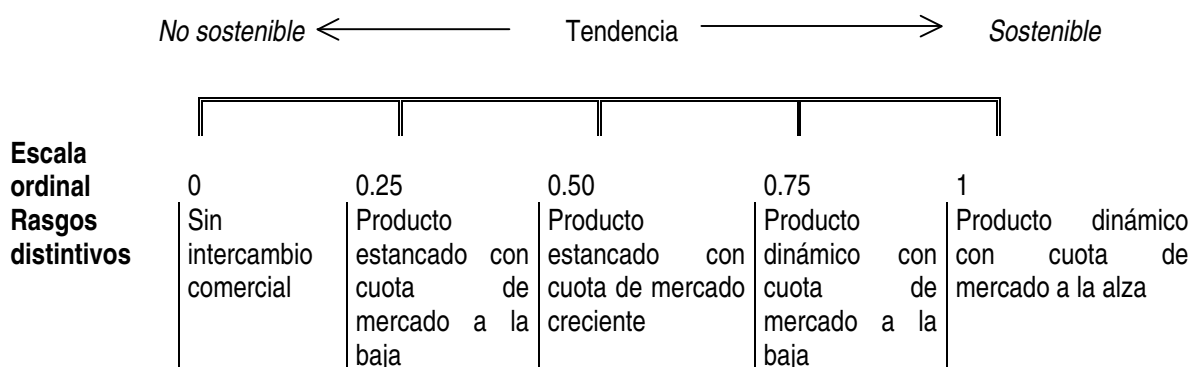 No sostenible Tendencia Sostenible
Escala
ordinal 0 0.25 0.50 0.75 1
Rasgos Sin Producto Producto Producto Producto dinámico
distintivos intercambio estancado con estancado con dinámico con con cuota de
comercial cuota de cuota de mercado cuota de mercado a la alza
mercado a la creciente mercado a la
baja baja